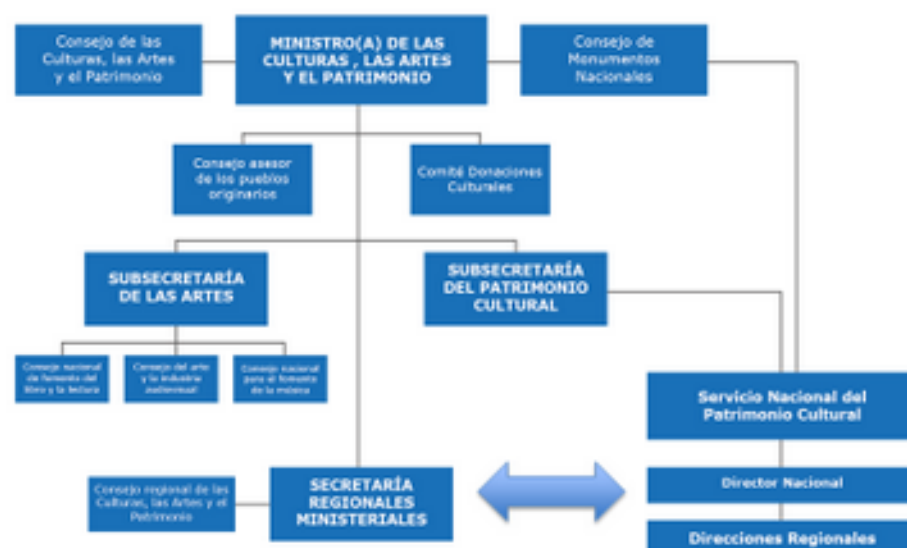 Consejo de las
Culturas, las Artes
y el Patrimonio
MINISTRO(A) DE LAS
CULTURAS , LAS ARTES
Y EL PATRIMONIO
Consejo de
Monumentos
Nacionales
Consejo asesor
de los pueblos
originarios
Comité Donaciones
Culturales
SUBSECRETARÍA
DE LAS ARTES
SUBSECRETARÍA
DEL PATRIMONIO
CULTURAL
Consejo nacional
de fomento del
libro y la lectura
Consejo del arte
y la industria
audiovisual
Consejo nacional
para el fomento
de la música
Servicio Nacional del
Patrimonio Cultural
Consejo regional de las
Culturas, las Artes y el
Patrimonio
SECRETARÍA
REGIONALES
MINISTERIALES
Director Nacional
Direcciones Regionales